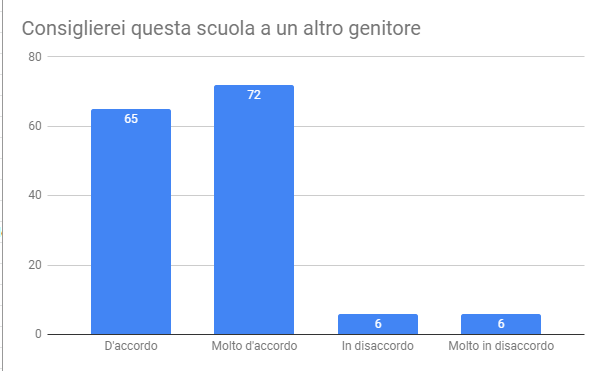 Consiglierei questa scuola a un altro genitore
80
60
40
20
0
65
72
6
6
D'accordo
Molto d'accordo
In disaccordo
Molto in disaccordo